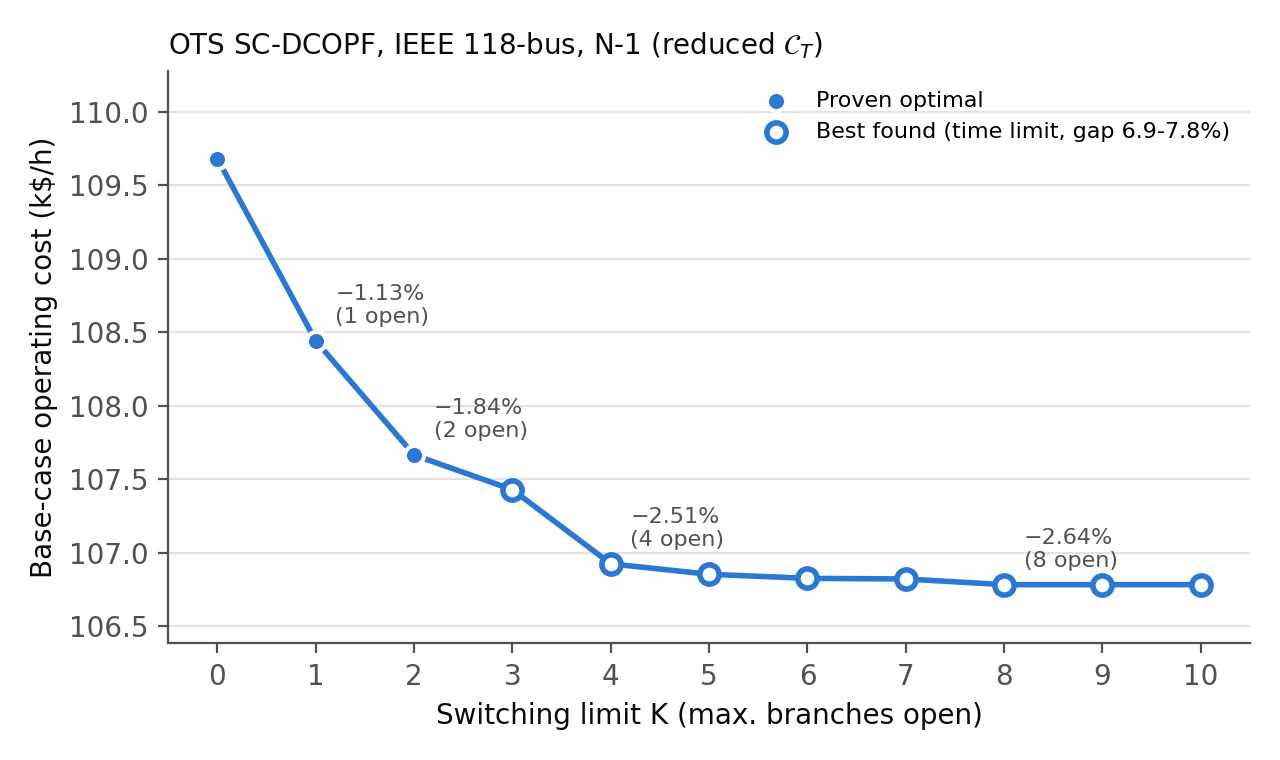 OTS SC-DCOPF, IEEE 118-bus, N-1 (reduced 𝒞_T)
Proven optimal
Best found (time limit, gap 6.9-7.8%)
Base-case operating cost (k$/h)
110.0
109.5
109.0
108.5
108.0
107.5
107.0
106.5
−1.13%
(1 open)
−1.84%
(2 open)
−2.51%
(4 open)
−2.64%
(8 open)
0 1 2 3 4 5 6 7 8 9 10
Switching limit K (max. branches open)